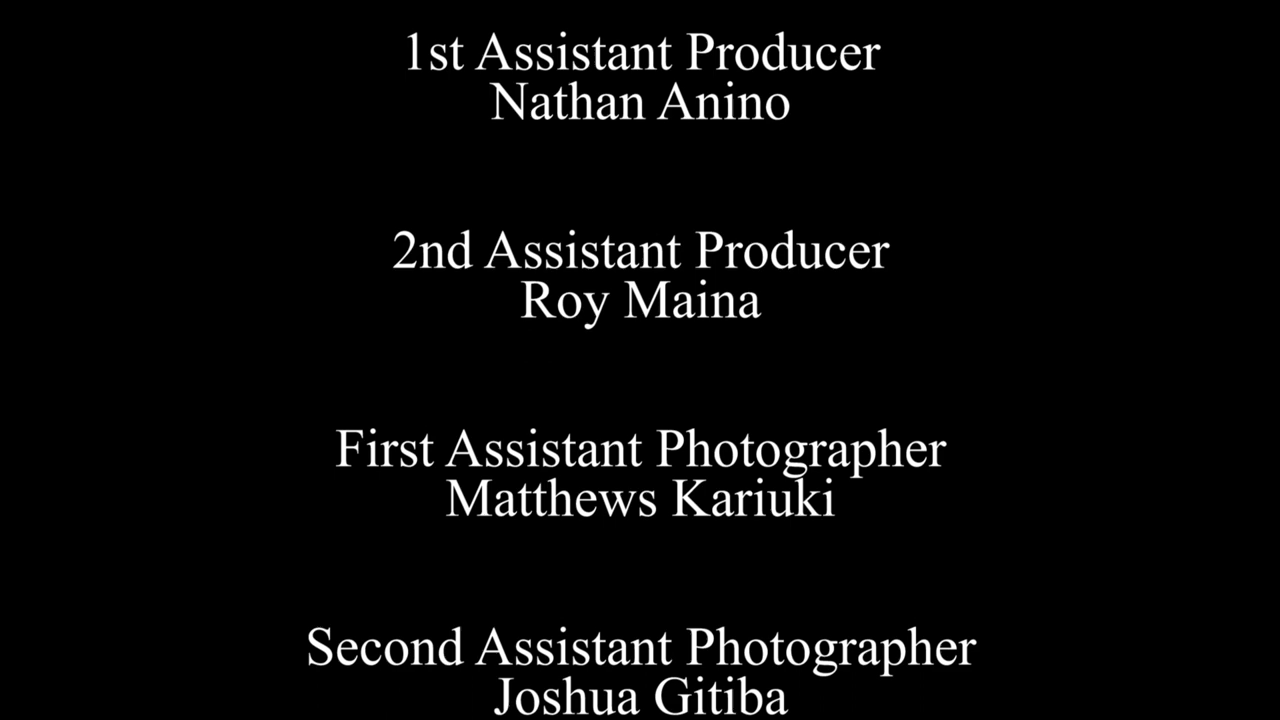 1st Assistant Producer
Nathan Anino
2nd Assistant Producer
Roy Maina
First Assistant Photographer
Matthews Kariuki
Second Assistant Photographer
Joshua Gitiba